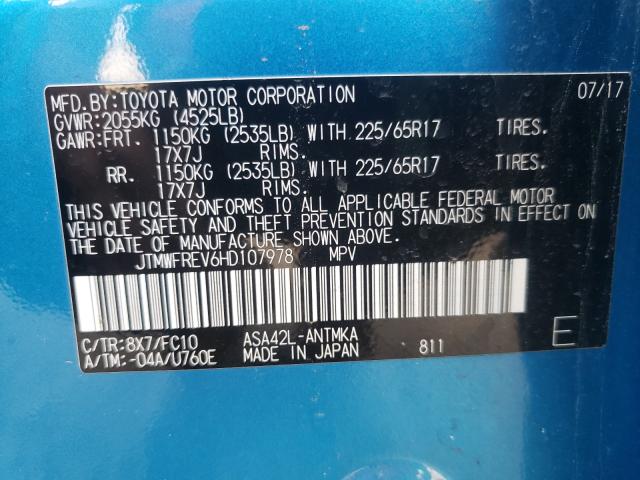 MFD.BY:TOYOTA MOTOR CORPORATION 07/17
GVWR:2055KG (4525LB)
GAWR:FRT. 1150KG (2535LB) WITH 225/65R17 TIRES.
17X7J RIMS.
RR. 1150KG (2535LB) WITH 225/65R17 TIRES.
17X7J RIMS.
THIS VEHICLE CONFORMS TO ALL APPLICABLE FEDERAL MOTOR
VEHICLE SAFETY AND THEFT PREVENTION STANDARDS IN EFFECT ON
THE DATE OF MANUFACTURE SHOWN ABOVE.
JTMWFREV6HD107978 MPV
C/TR:8X7/FC10 ASA42L-ANTMKA E
A/TM:-04A/U760E MADE IN JAPAN 811